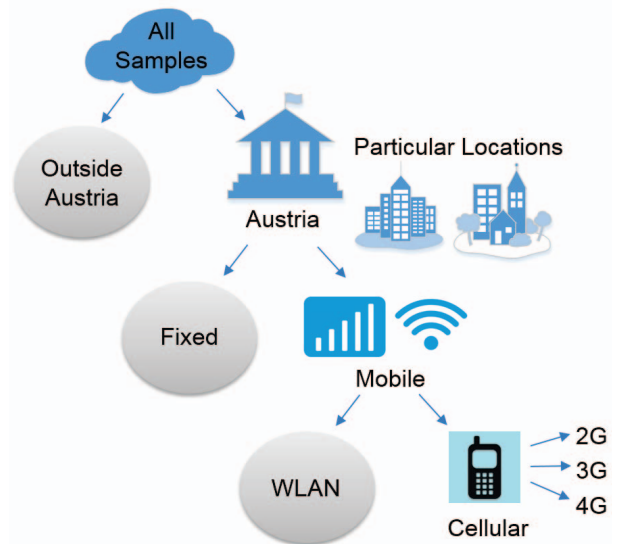 All
Samples
Outside
Austria
Particular Locations
Austria
Fixed
Mobile
WLAN
2G
3G
4G
Cellular